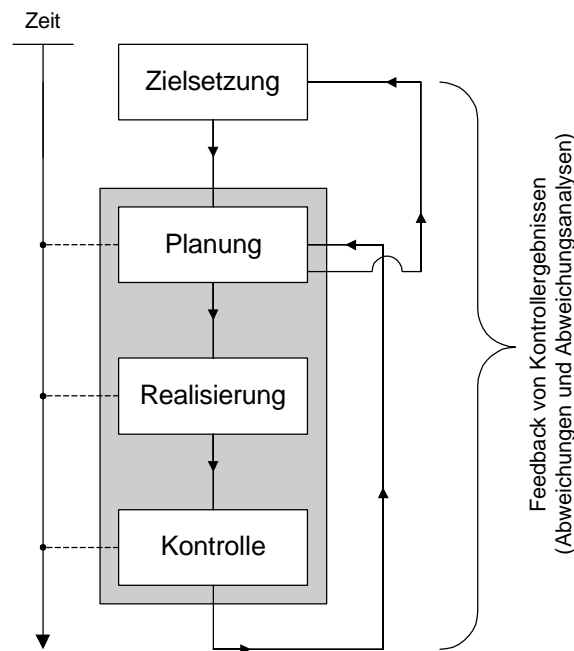 Zeit
Zielsetzung
Planung
Realisierung
Kontrolle
Feedback von Kontrollergebnissen
(Abweichungen und Abweichungsanalysen)